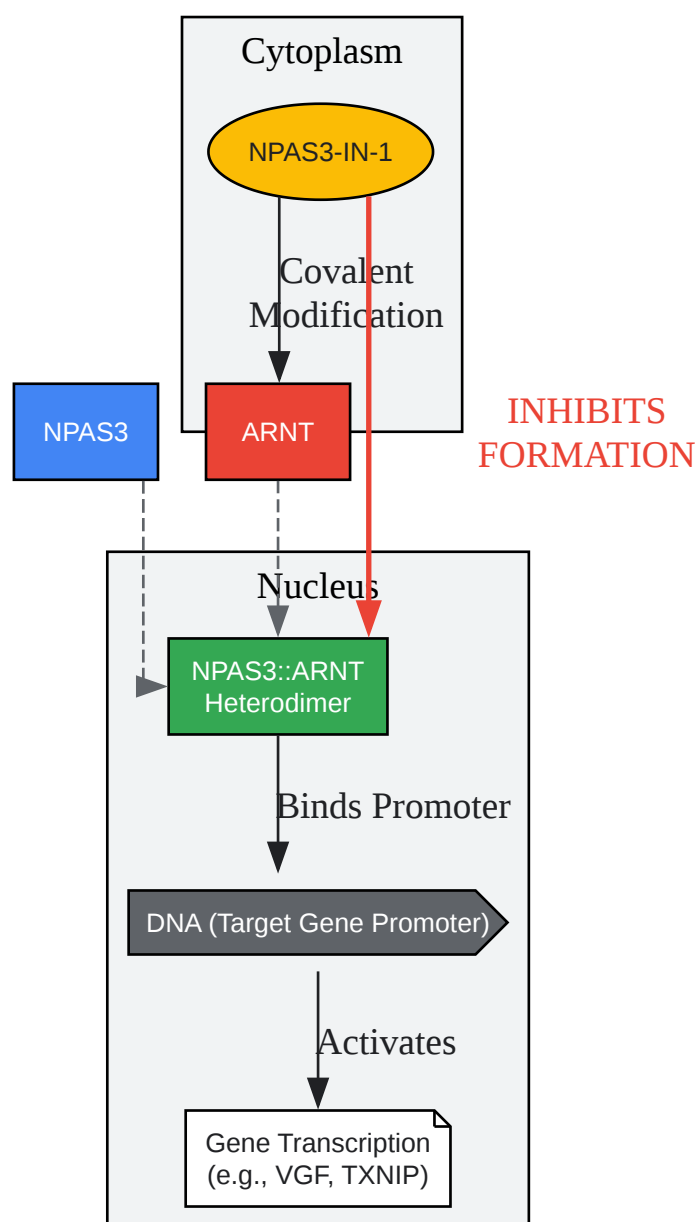 Cytoplasm
NPAS3-IN-1
Covalent
Modification
NPAS3
ARNT
INHIBITS
FORMATION
Nucleus
NPAS3::ARNT
Heterodimer
Binds Promoter
DNA (Target Gene Promoter)
Activates
Gene Transcription
(e.g., VGF, TXNIP)